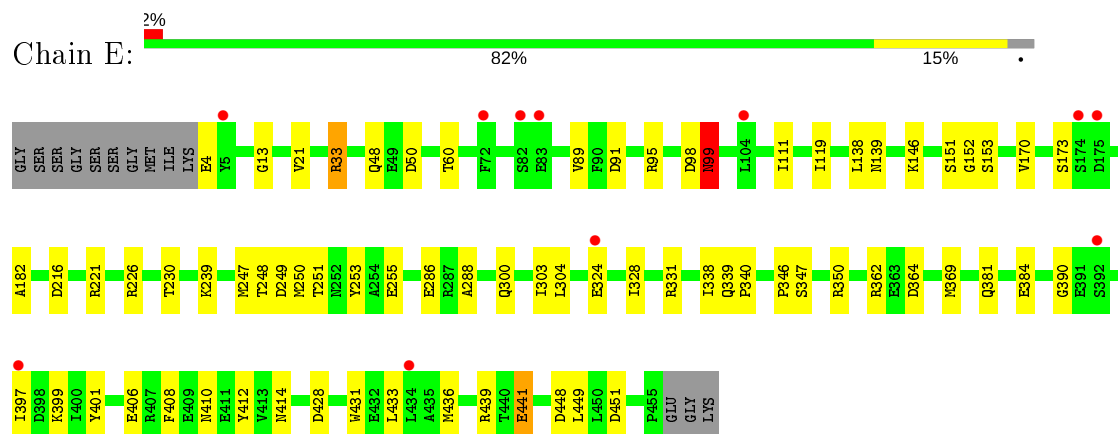 2%
Chain E:
82% 15% •
GLY SER SER GLY SER SER GLY MET ILE LYS E4 Y5 G13 V21 R33 Q48 E49 D50 T60 F72 S82 E83 V89 F90 D91 R95 D98 N99 L104 I111 I119 L138 N139 K146 S151 G152 S153 V170 S173 S174 D175
A182 D216 R221 R226 T230 K239 M247 T248 D249 M250 T251 N252 Y253 A254 E255 E286 R287 A288 Q300 I303 L304 E324 I328 R331 I338 Q339 P340 P346 S347 R350 R362 E363 D364 M369 Q381 E384 G390 E391 S392
I397 D398 K399 I400 Y401 E406 R407 F408 E409 N410 E411 Y412 V413 N414 D428 W431 E432 L433 L434 A435 M436 R439 T440 E441 D448 L449 L450 D451 P455 GLU GLY LYS